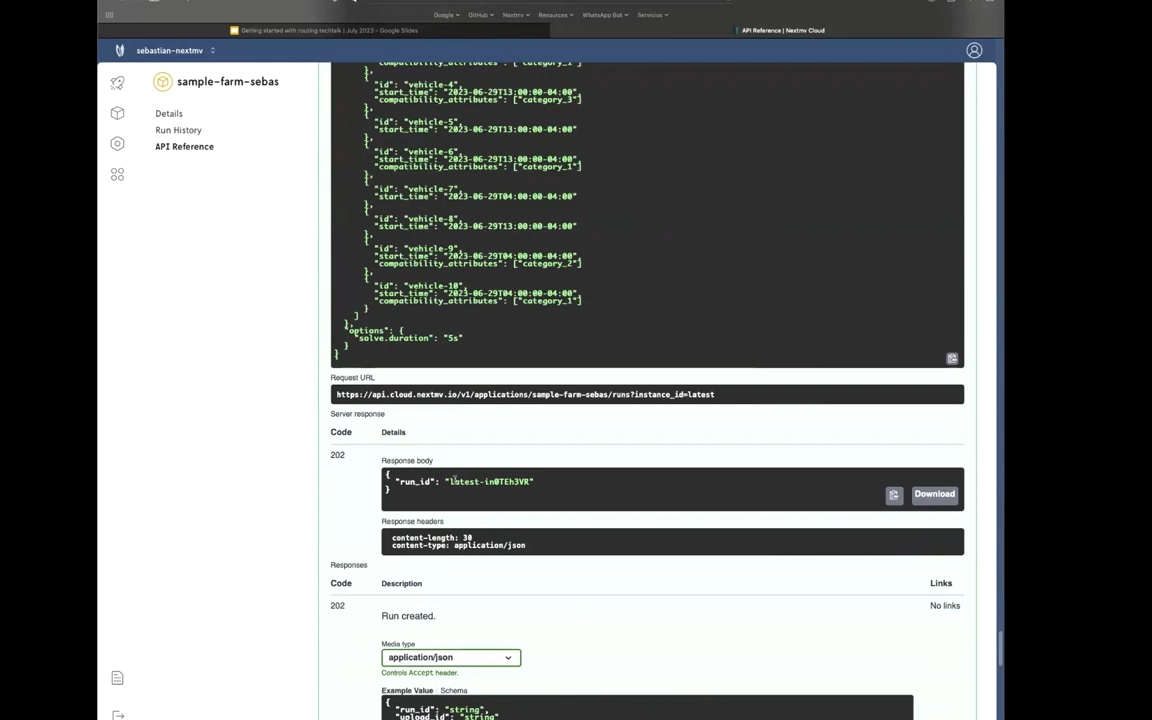 Google GitHub Nextmv Resources WhatsApp Bot Servicios
Getting started with routing techtalk | July 2023 - Google Slides
API Reference | Nextmv Cloud
sebastian-nextmv
sample-farm-sebas
Details
Run History
API Reference
"compatibility_attributes": ["category_1"]
},
{
"id": "vehicle-4",
"start_time": "2023-06-29T13:00:00-04:00"
"compatibility_attributes": ["category_3"]
},
{
"id": "vehicle-5",
"start_time": "2023-06-29T13:00:00-04:00"
},
{
"id": "vehicle-6",
"start_time": "2023-06-29T13:00:00-04:00"
"compatibility_attributes": ["category_1"]
},
{
"id": "vehicle-7",
"start_time": "2023-06-29T04:00:00-04:00"
},
{
"id": "vehicle-8",
"start_time": "2023-06-29T13:00:00-04:00"
},
{
"id": "vehicle-9",
"start_time": "2023-06-29T04:00:00-04:00"
"compatibility_attributes": ["category_2"]
},
{
"id": "vehicle-10",
"start_time": "2023-06-29T04:00:00-04:00"
"compatibility_attributes": ["category_1"]
}
]
},
"options": {
"solve.duration": "5s"
}
}
Request URL
https://api.cloud.nextmv.io/v1/applications/sample-farm-sebas/runs?instance_id=latest
Server response
Code Details
202
Response body
{
"run_id": "latest-in0TEh3VR"
}
Download
Response headers
content-length: 30
content-type: application/json
Responses
Code Description Links
202 No links
Run created.
Media type
application/json
Controls Accept header.
Example Value Schema
{
"run_id": "string",
"upload_id": "string"